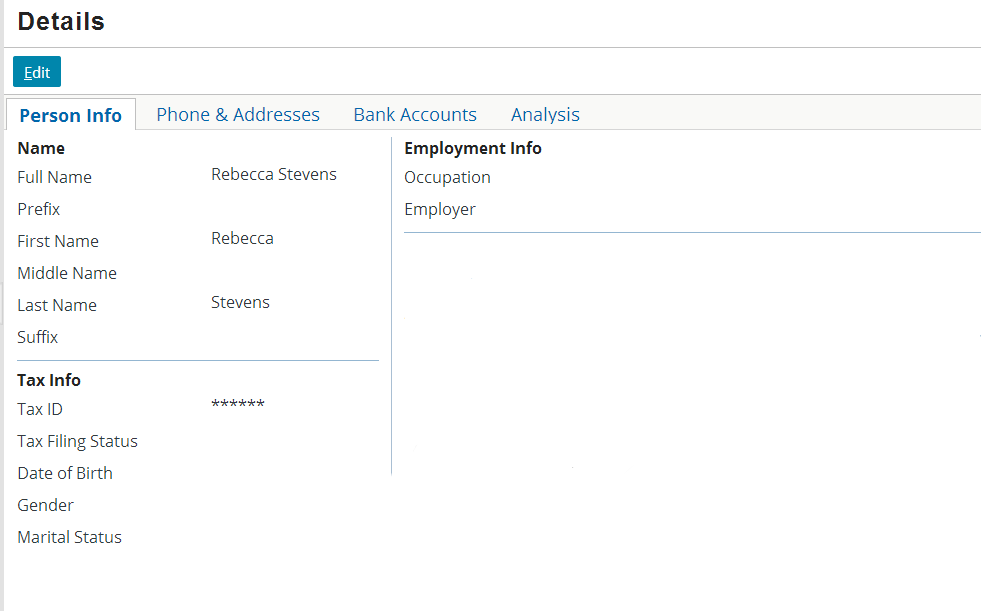 Details
Edit
Person Info Phone & Addresses Bank Accounts Analysis
Name
Full Name Rebecca Stevens
Prefix
First Name Rebecca
Middle Name
Last Name Stevens
Suffix
Tax Info
Tax ID ******
Tax Filing Status
Date of Birth
Gender
Marital Status
Employment Info
Occupation
Employer